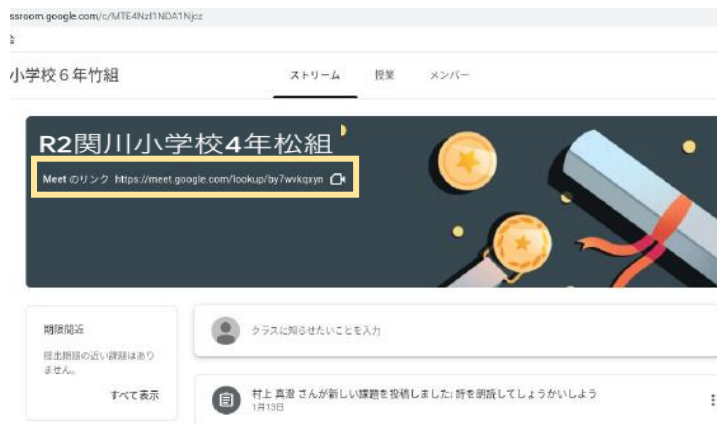 ssroom.google.com/c/MTE4NzI1NDA1Njcz
小学校６年竹組
ストリーム 授業 メンバー
R2関川小学校4年松組
Meet のリンク https://meet.google.com/lookup/by7wvkqxyn
期限間近
提出期限の近い課題はあり
ません。
すべて表示
クラスに知らせたいことを入力
村上 真澄 さんが新しい課題を投稿しました: 詩を朗読してしょうかいしよう
1月13日